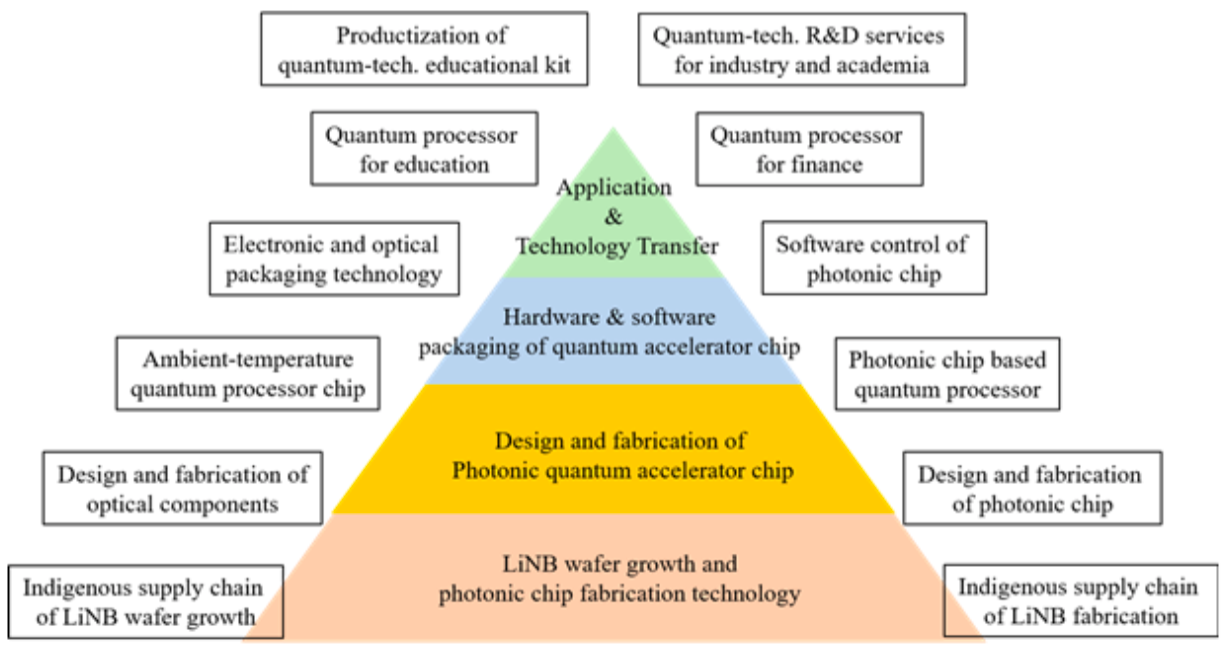 Productization of
quantum-tech. educational kit
Quantum-tech. R&D services
for industry and academia
Quantum processor
for education
Quantum processor
for finance
Application
&
Technology Transfer
Electronic and optical
packaging technology
Software control of
photonic chip
Hardware & software
packaging of quantum accelerator chip
Ambient-temperature
quantum processor chip
Photonic chip based
quantum processor
Design and fabrication of
Photonic quantum accelerator chip
Design and fabrication of
optical components
Design and fabrication
of photonic chip
LiNB wafer growth and
photonic chip fabrication technology
Indigenous supply chain
of LiNB wafer growth
Indigenous supply chain
of LiNB fabrication